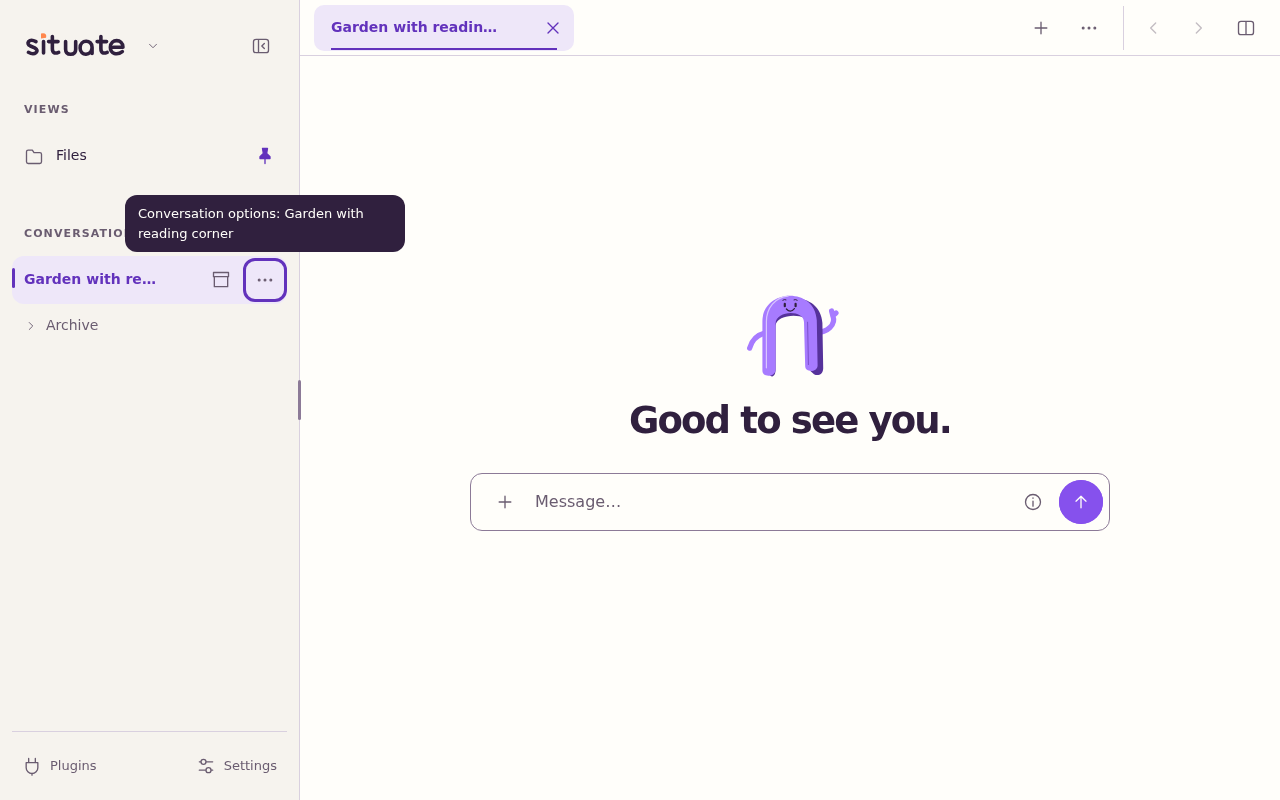 situate
Garden with readin…
VIEWS
Files
Conversation options: Garden with
reading corner
CONVERSATIO
Garden with re…
Archive
Good to see you.
Message…
Plugins
Settings